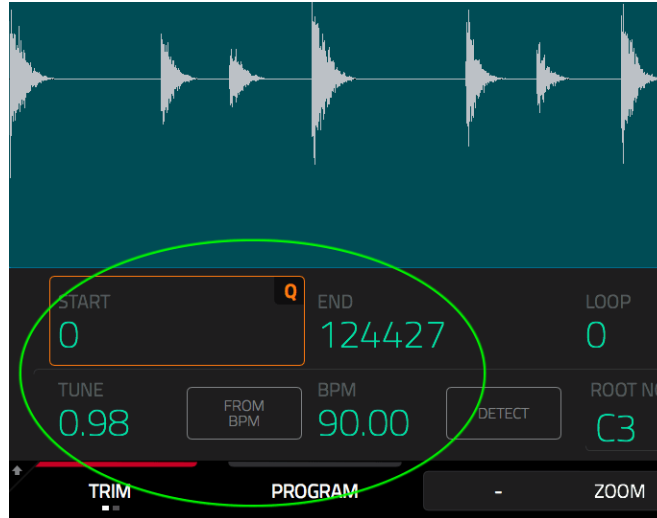 START Q END LOOP
0 124427 0
TUNE FROM BPM BPM DETECT ROOT
0.98 90.00 C3
TRIM PROGRAM - ZOOM